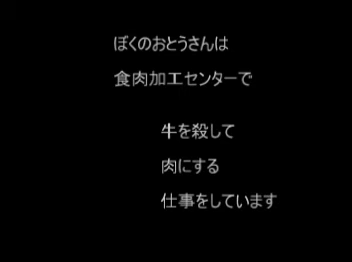 ぼくのおとうさんは
食肉加工センターで
牛を殺して
肉にする
仕事をしています